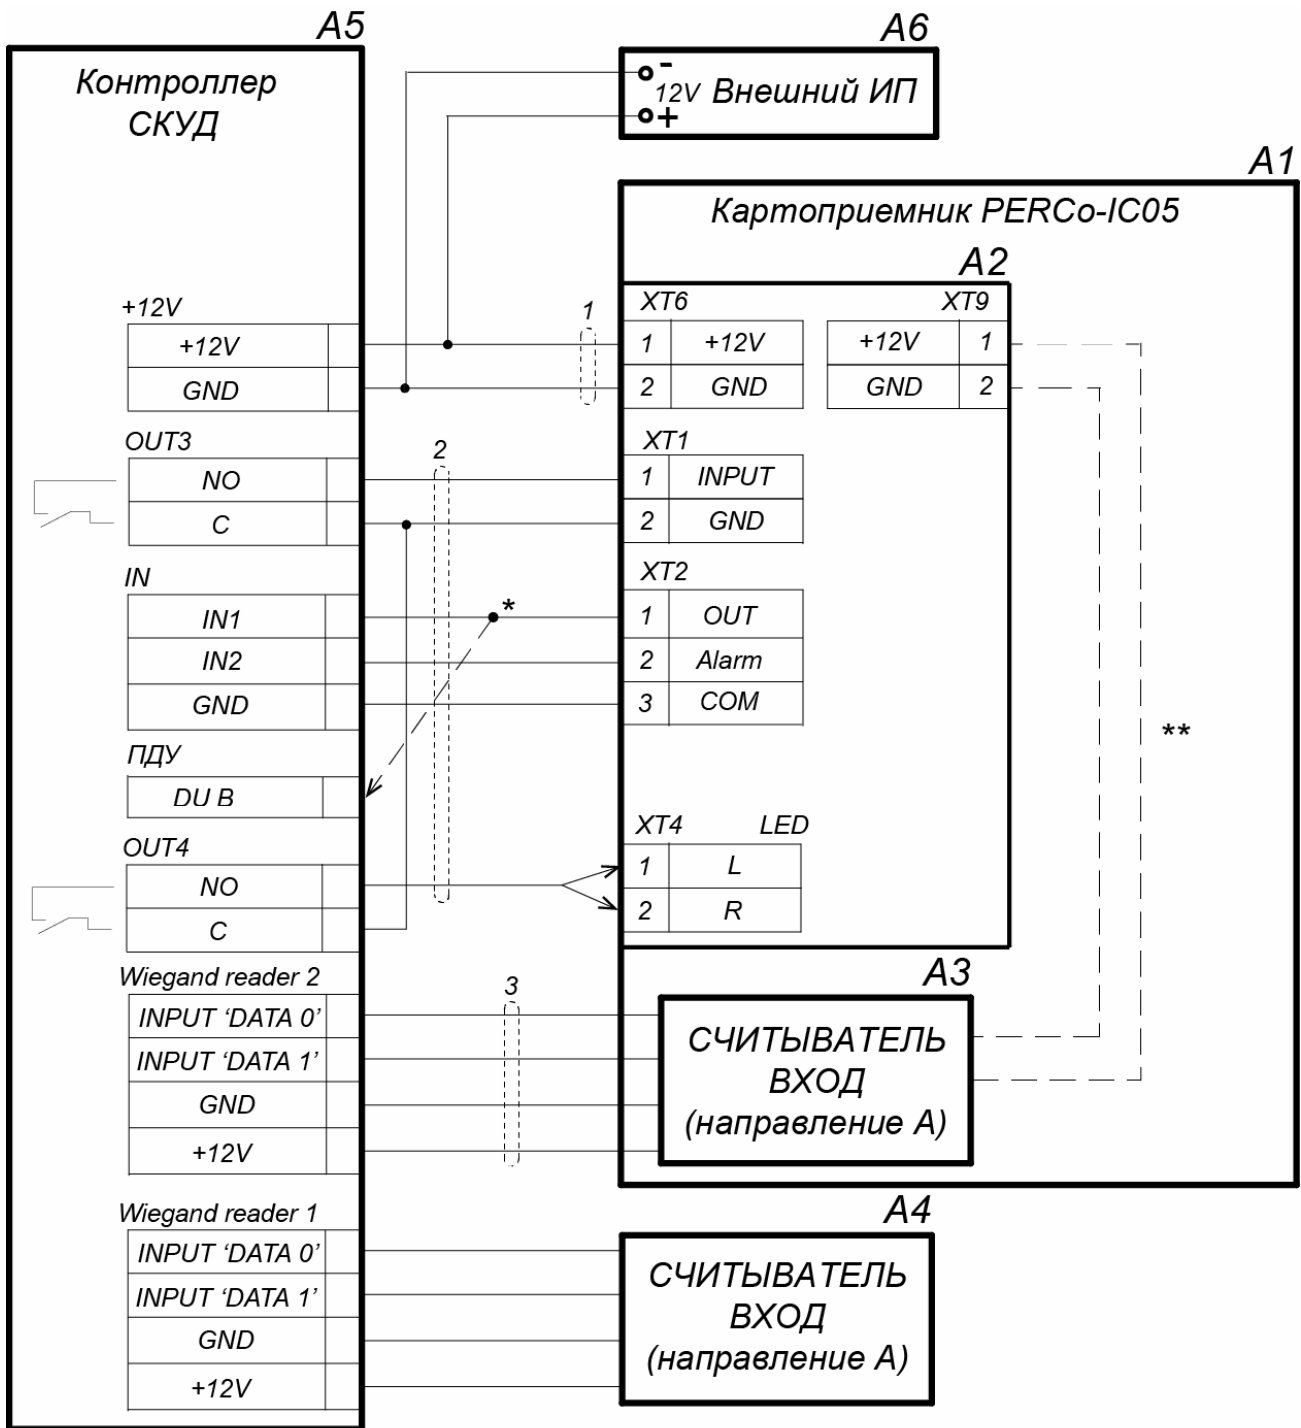 A5
Контроллер
СКУД
A6
-
12V Внешний ИП
+
A1
Картоприемник PERCo-IC05
A2
+12V
+12V
GND
1
XT6
1 +12V
2 GND
XT9
+12V 1
GND 2
OUT3
NO
C
2
XT1
1 INPUT
2 GND
IN
IN1
IN2
GND
*
XT2
1 OUT
2 Alarm
3 COM
**
ПДУ
DU B
OUT4
NO
C
XT4 LED
1 L
2 R
Wiegand reader 2
INPUT ‘DATA 0’
INPUT ‘DATA 1’
GND
+12V
3
A3
СЧИТЫВАТЕЛЬ
ВХОД
(направление А)
Wiegand reader 1
INPUT ‘DATA 0’
INPUT ‘DATA 1’
GND
+12V
A4
СЧИТЫВАТЕЛЬ
ВХОД
(направление А)